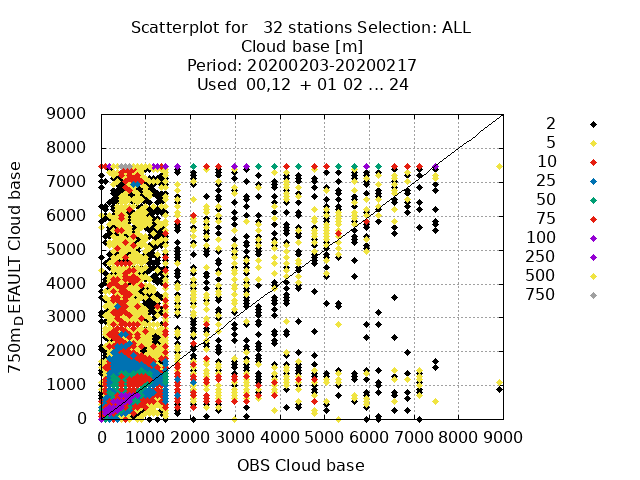 Scatterplot for 32 stations Selection: ALL
Cloud base [m]
Period: 20200203-20200217
Used 00,12 + 01 02 ... 24
9000
8000
7000
6000
5000
4000
3000
2000
1000
0
750mDEFAULT Cloud base
0 1000 2000 3000 4000 5000 6000 7000 8000 9000
OBS Cloud base
2
5
10
25
50
75
100
250
500
750